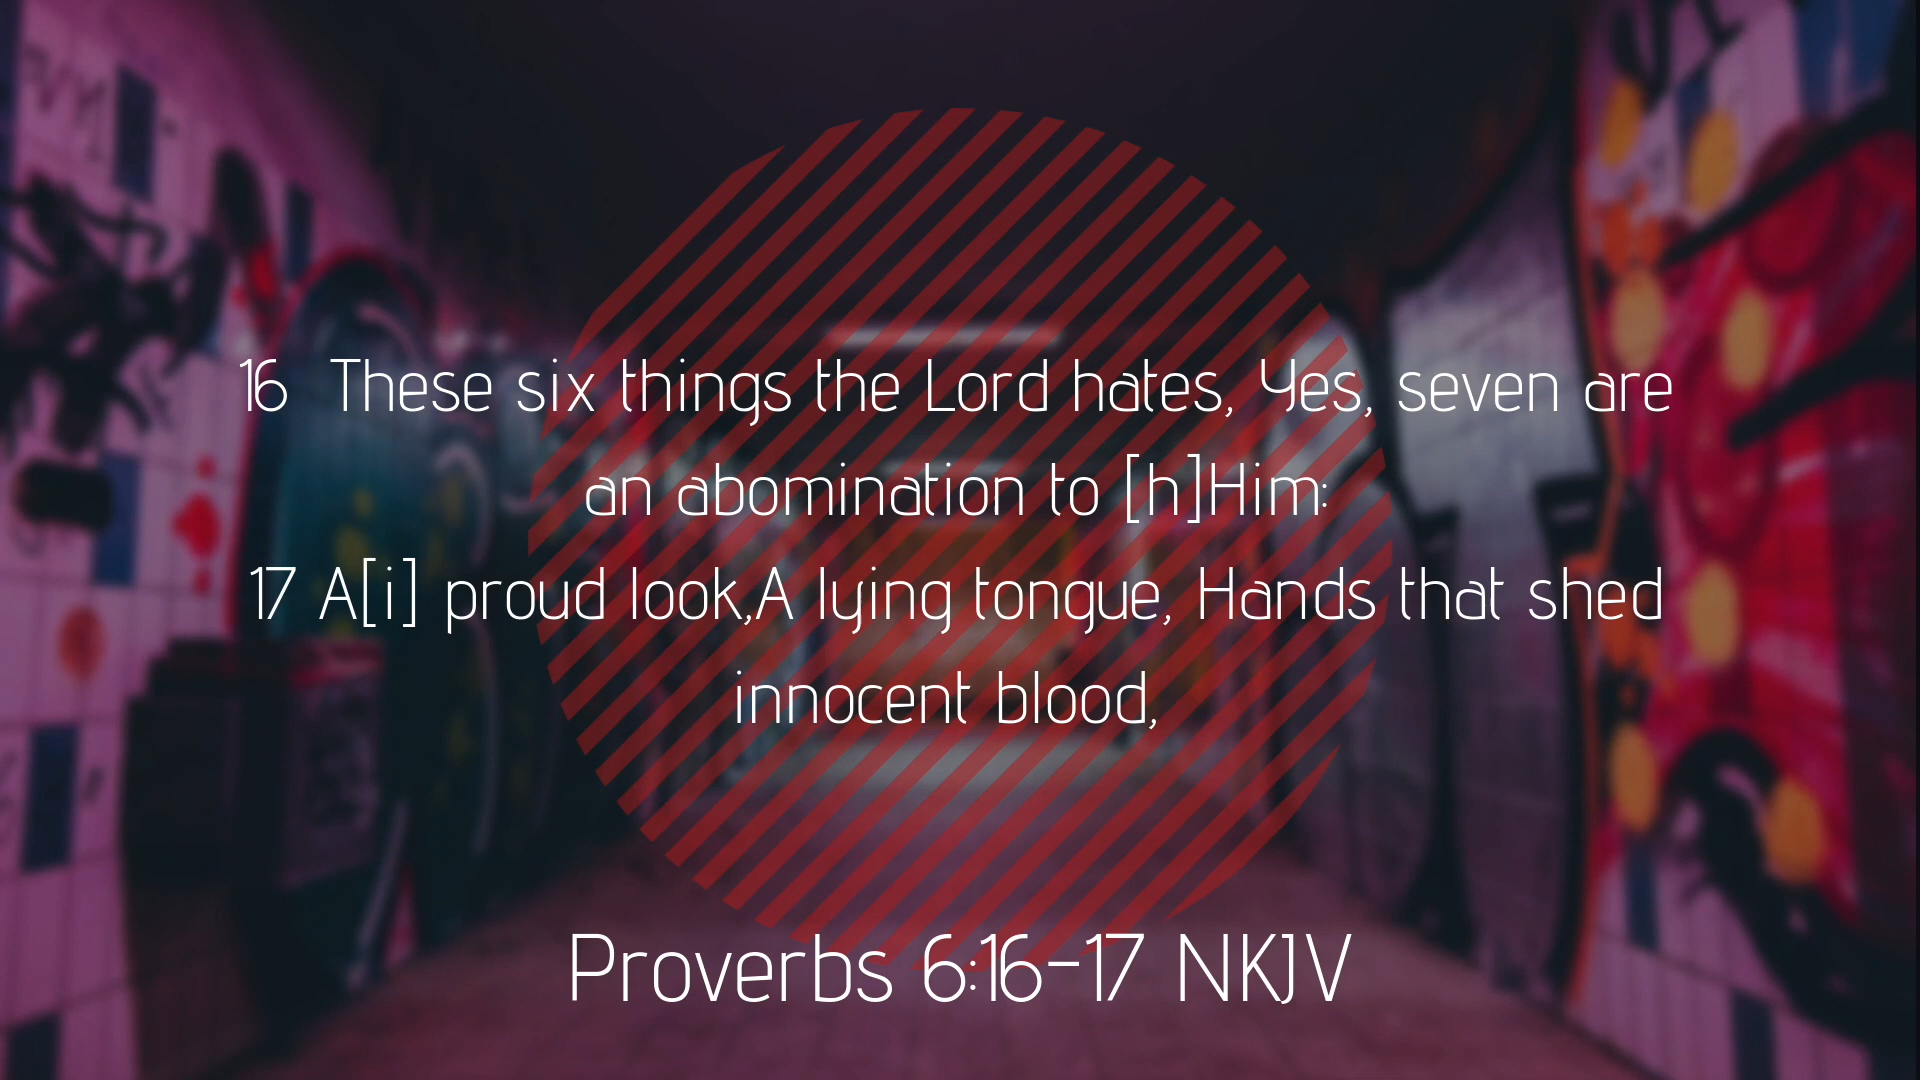 16 These six things the Lord hates, Yes, seven are
an abomination to [h]Him:
17 A[i] proud look,A lying tongue, Hands that shed
innocent blood,
Proverbs 6:16-17 NKJV